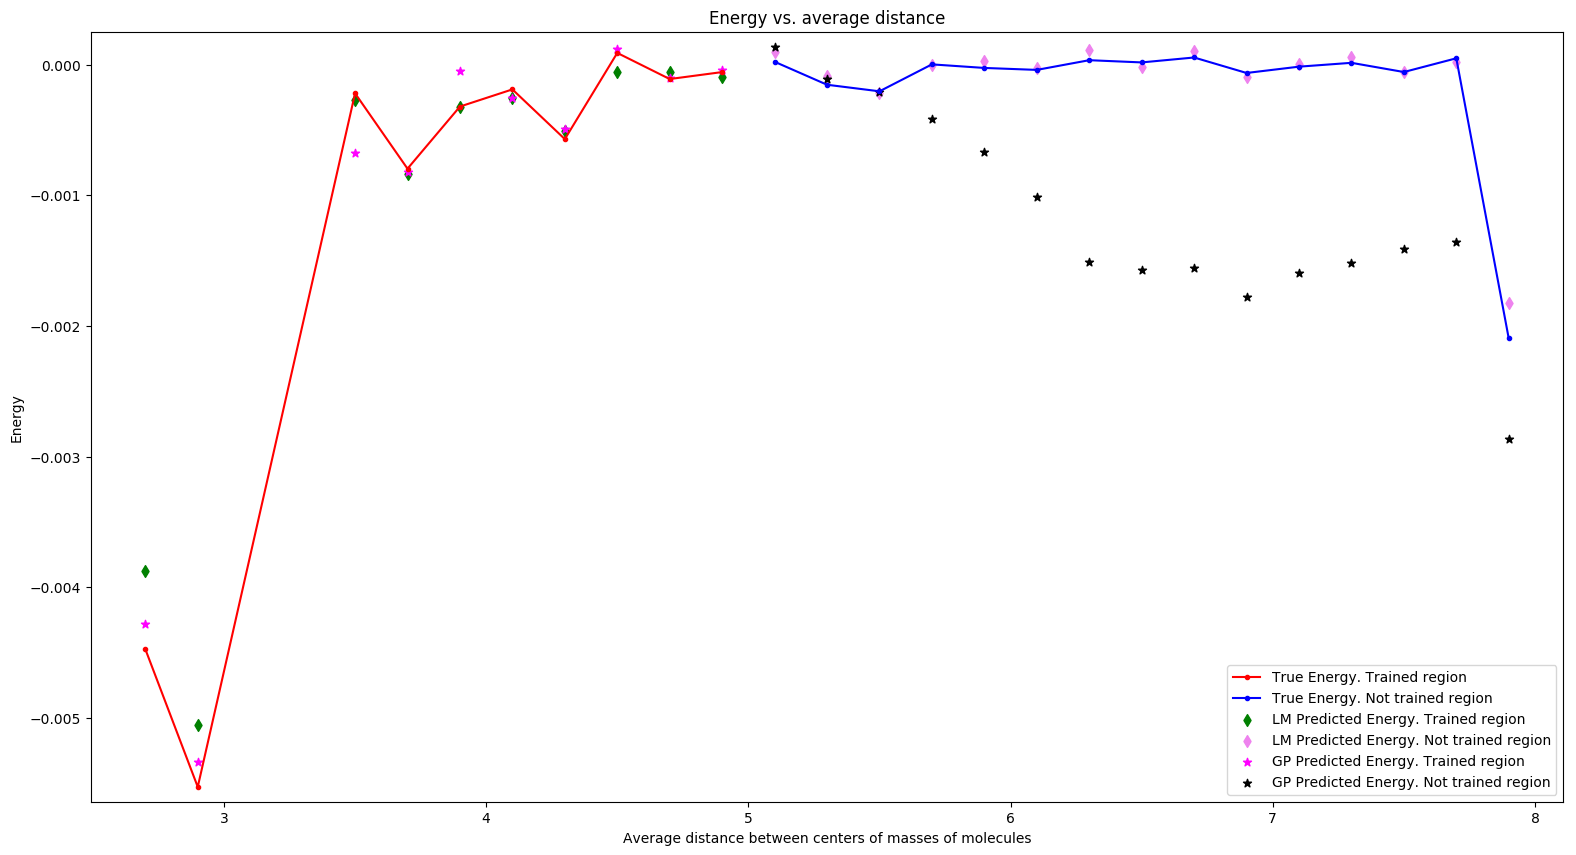 Energy vs. average distance
0.000
−0.001
−0.002
−0.003
−0.004
−0.005
Energy
3 4 5 6 7 8
Average distance between centers of masses of molecules
True Energy. Trained region
True Energy. Not trained region
LM Predicted Energy. Trained region
LM Predicted Energy. Not trained region
GP Predicted Energy. Trained region
GP Predicted Energy. Not trained region